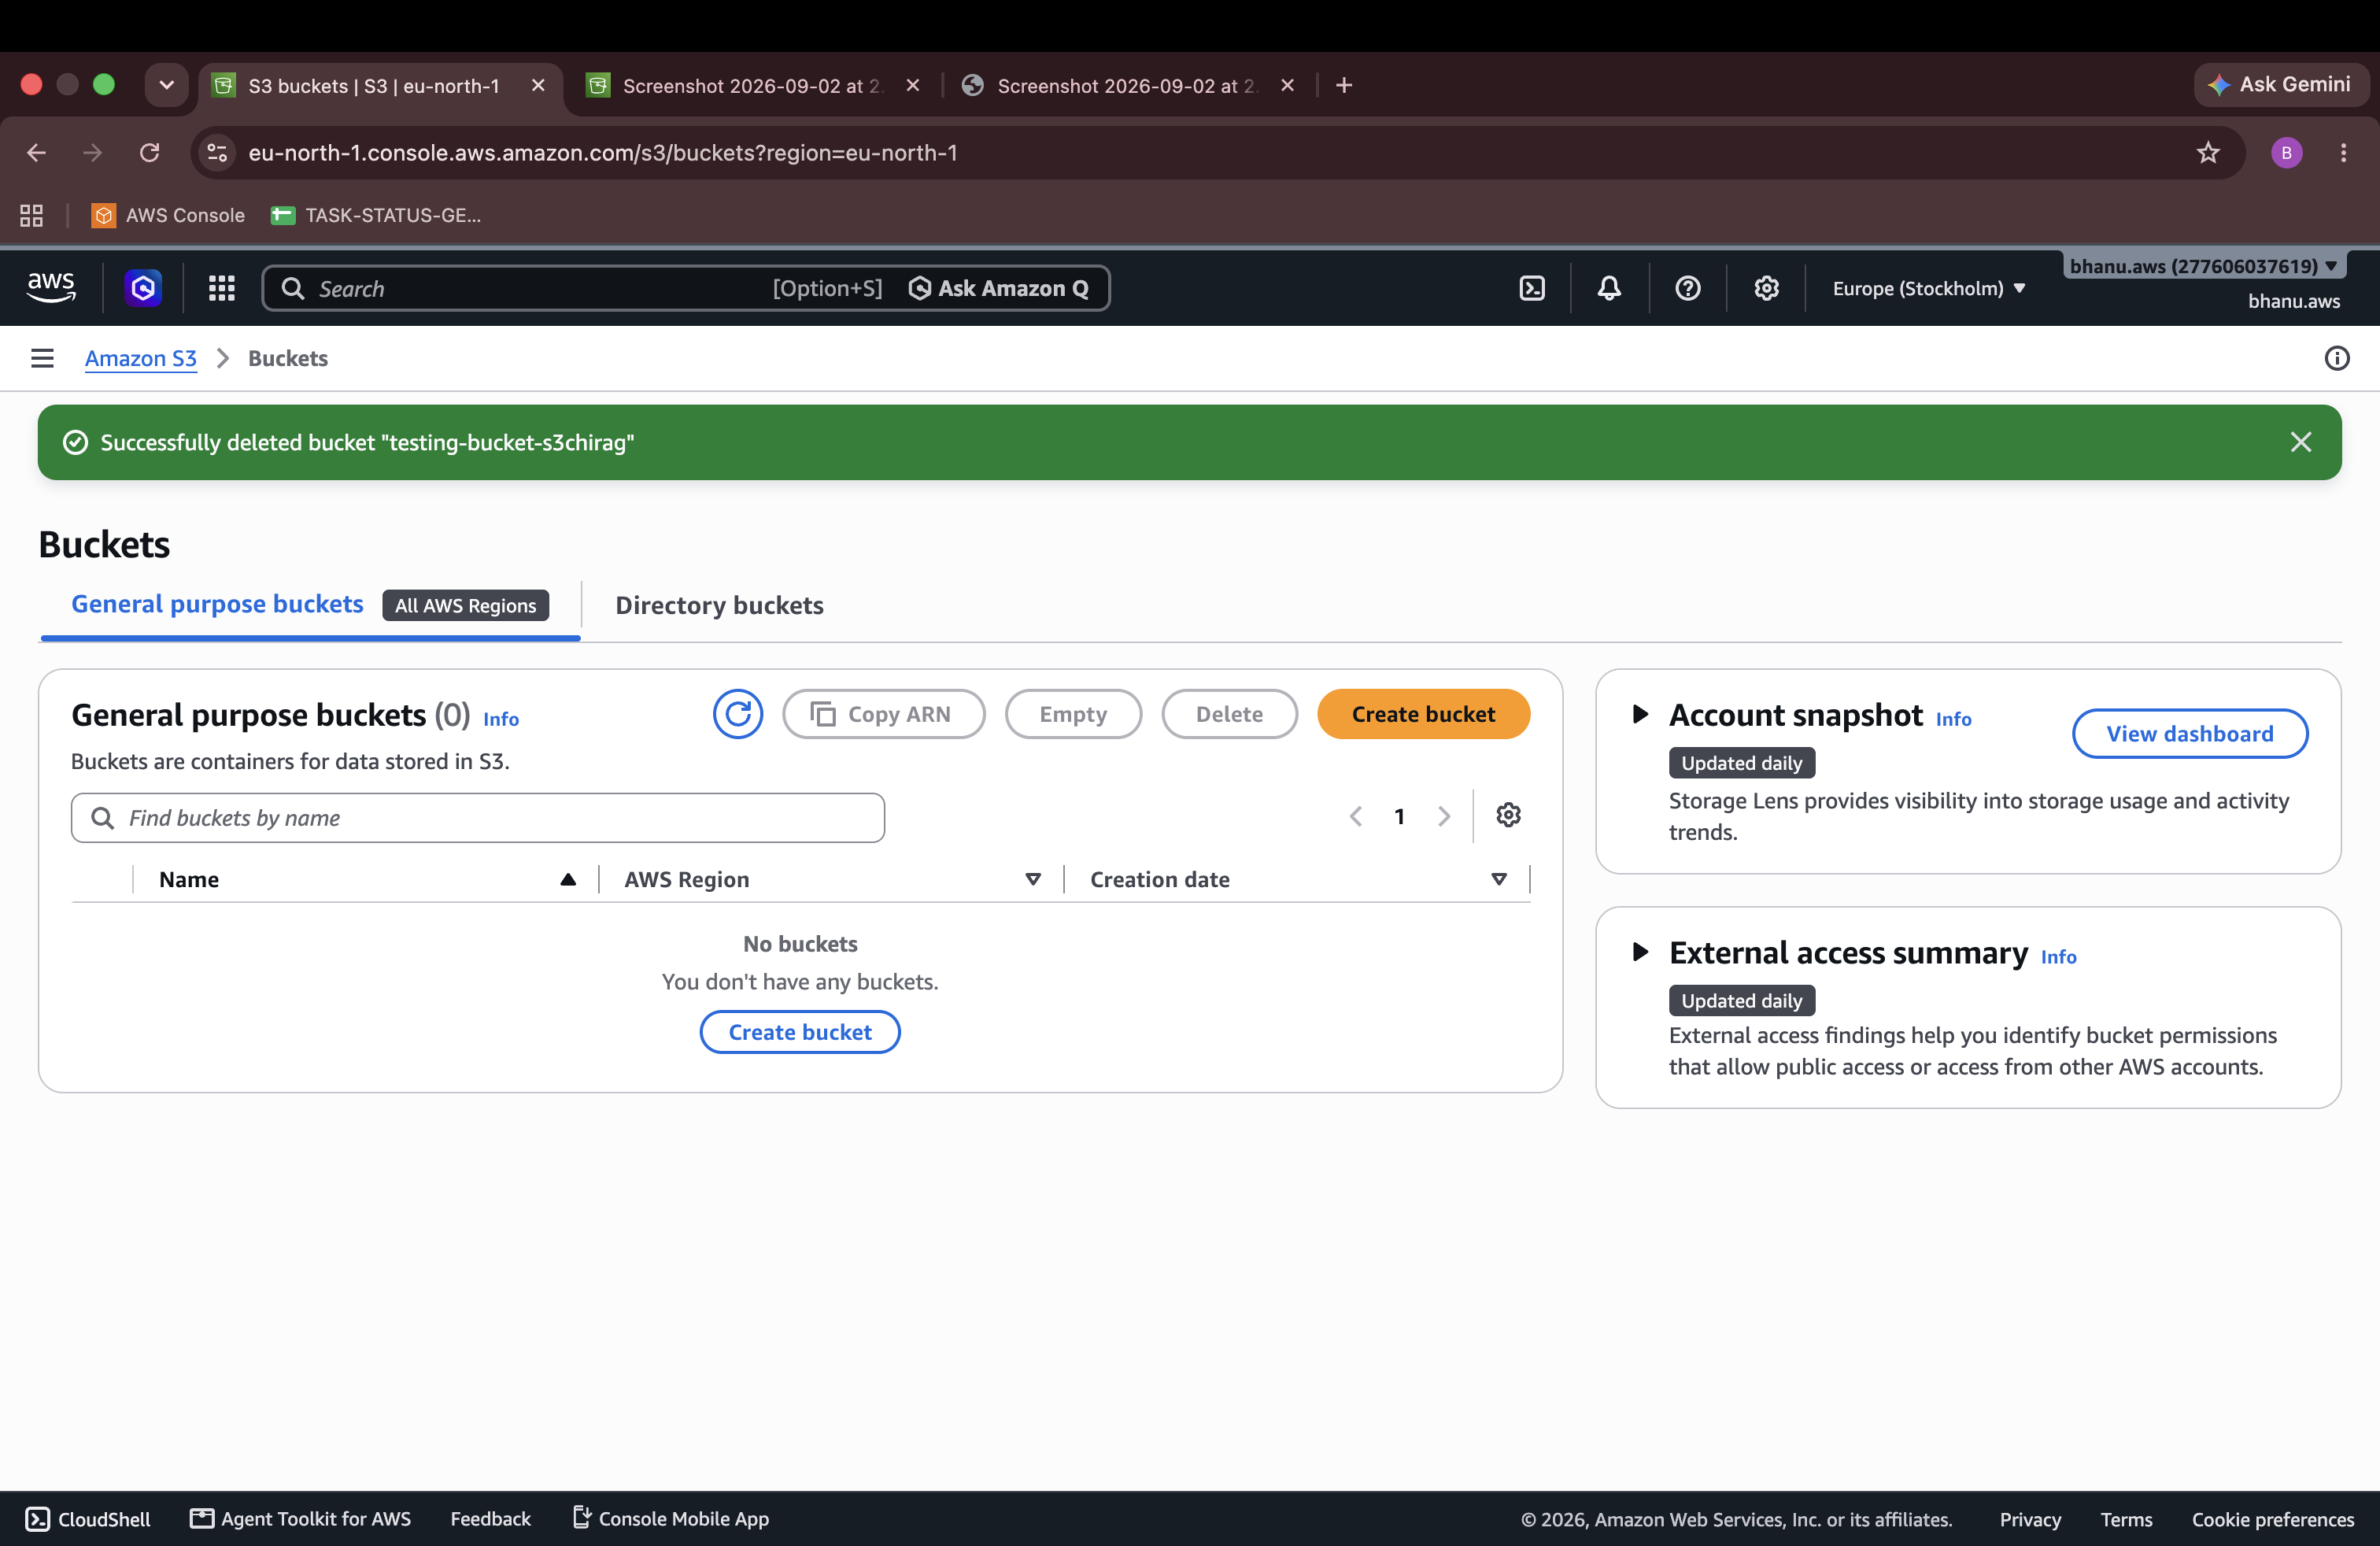 S3 buckets | S3 | eu-north-1
Screenshot 2026-09-02 at 2.
Screenshot 2026-09-02 at 2.
Ask Gemini
eu-north-1.console.aws.amazon.com/s3/buckets?region=eu-north-1
B
AWS Console
TASK-STATUS-GE...
aws
Search
[Option+S]
Ask Amazon Q
Europe (Stockholm)
bhanu.aws (277606037619)
bhanu.aws
Amazon S3
Buckets
Successfully deleted bucket "testing-bucket-s3chirag"
Buckets
General purpose buckets
All AWS Regions
Directory buckets
General purpose buckets (0) Info
Copy ARN
Empty
Delete
Create bucket
Buckets are containers for data stored in S3.
Find buckets by name
1
Name
AWS Region
Creation date
No buckets
You don't have any buckets.
Create bucket
Account snapshot Info
View dashboard
Updated daily
Storage Lens provides visibility into storage usage and activity
trends.
External access summary Info
Updated daily
External access findings help you identify bucket permissions
that allow public access or access from other AWS accounts.
CloudShell
Agent Toolkit for AWS
Feedback
Console Mobile App
© 2026, Amazon Web Services, Inc. or its affiliates.
Privacy
Terms
Cookie preferences